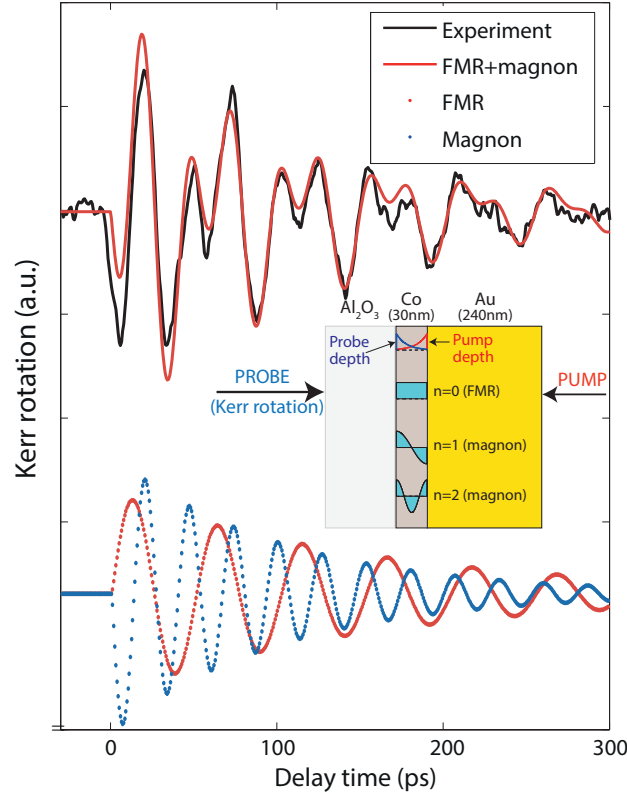 Experiment
FMR+magnon
FMR
Magnon
Kerr rotation (a.u.)
Al₂O₃ Co Au
(30nm) (240nm)
Probe depth
Pump depth
PROBE
(Kerr rotation)
PUMP
n=0 (FMR)
n=1 (magnon)
n=2 (magnon)
0 100 200 300
Delay time (ps)